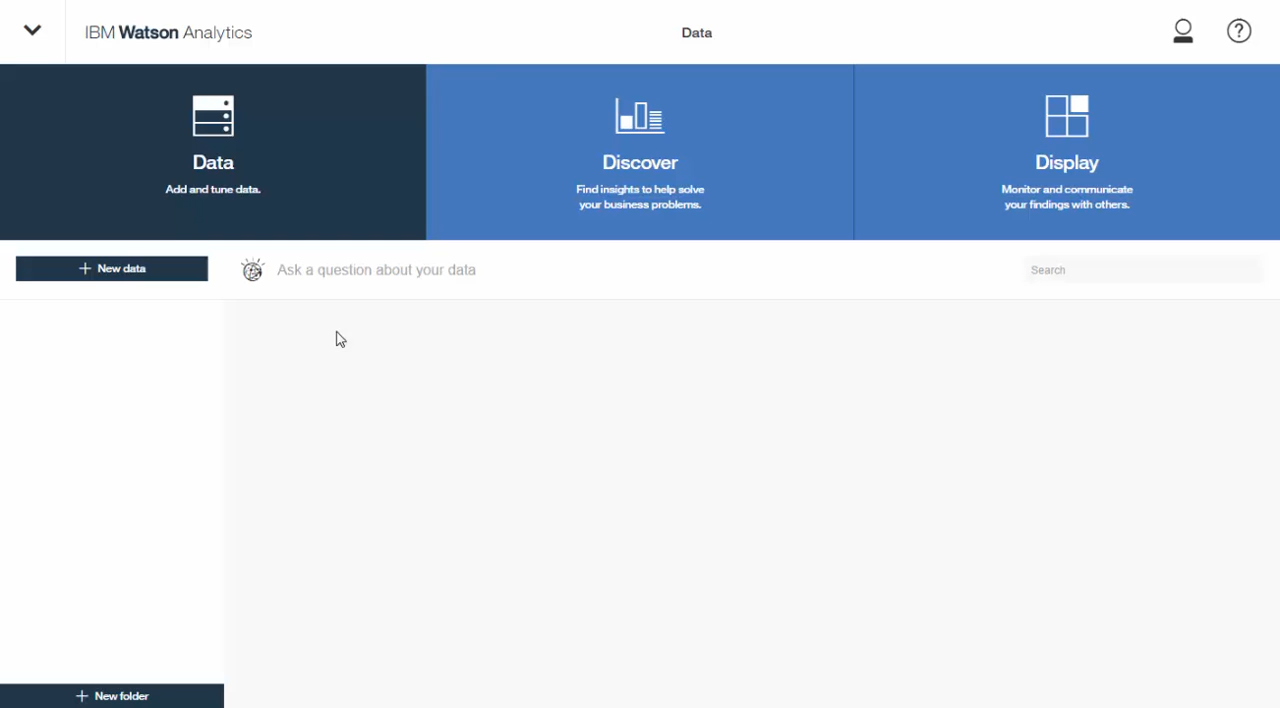 IBM Watson Analytics
Data
?
Data
Add and tune data.
Discover
Find insights to help solve
your business problems.
Display
Monitor and communicate
your findings with others.
+ New data
Ask a question about your data
Search
+ New folder